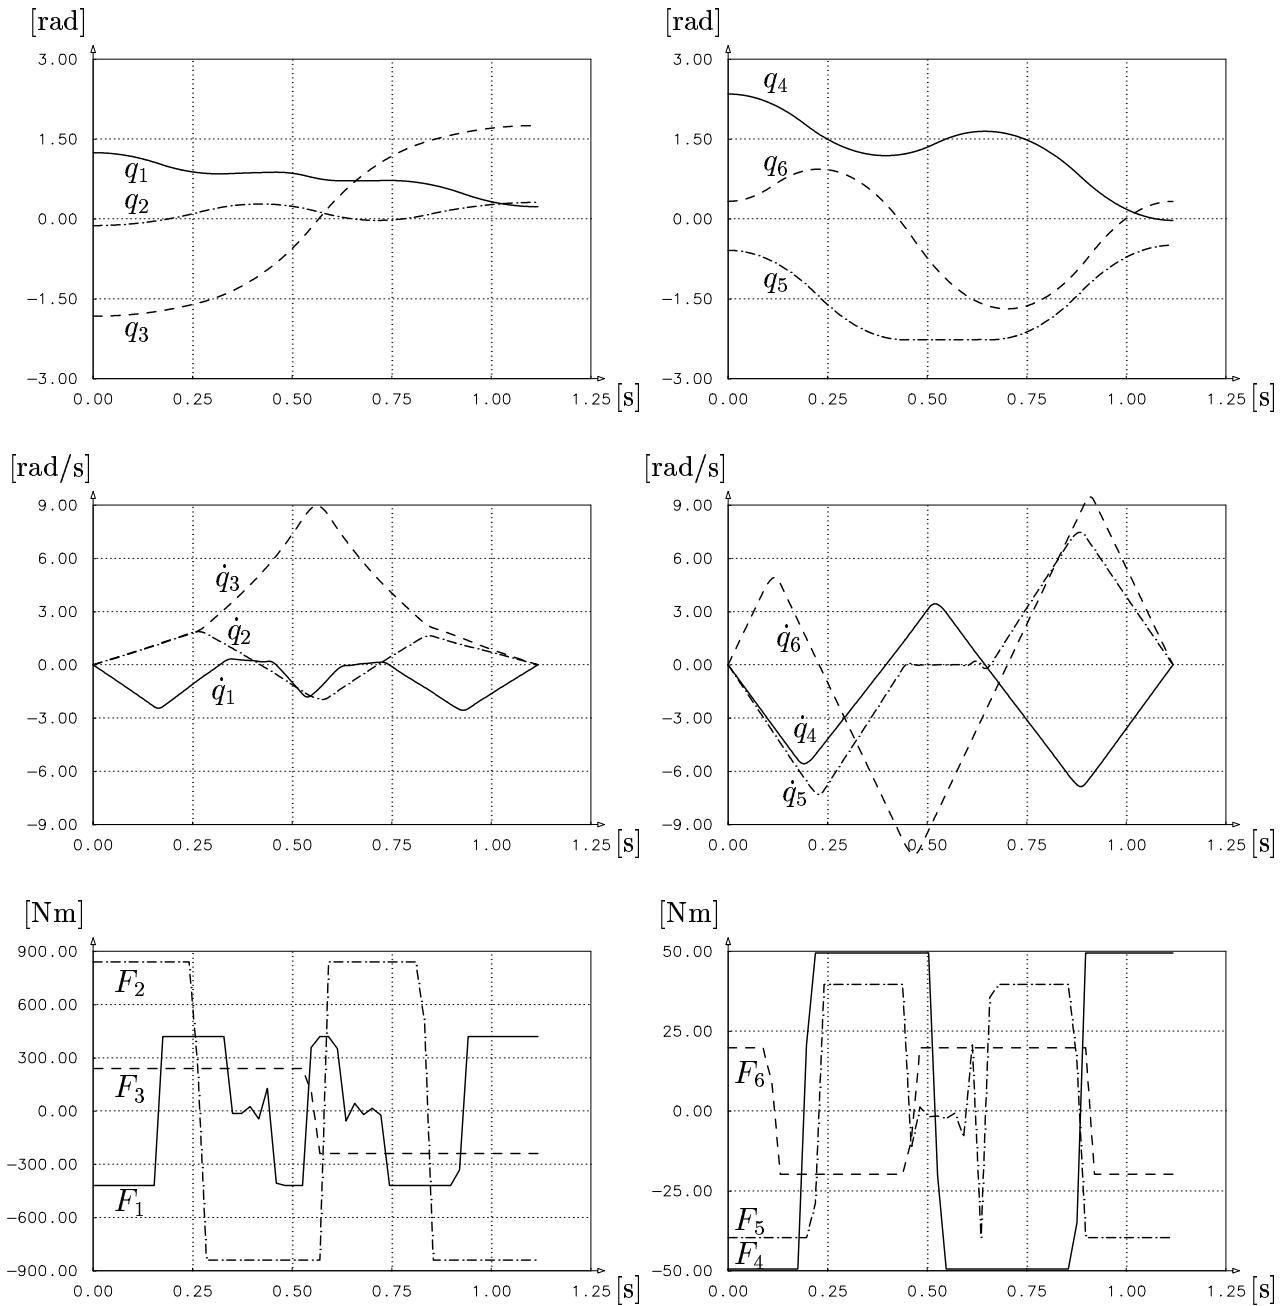 [rad] [rad]
3.00 3.00
q4
1.50 1.50
q1 q6
q2
0.00 0.00
q5
−1.50 −1.50
q3
−3.00 −3.00
0.00 0.25 0.50 0.75 1.00 1.25 [s] 0.00 0.25 0.50 0.75 1.00 1.25 [s]
[rad/s] [rad/s]
9.00 9.00
6.00 6.00
q̇3
3.00 3.00
q̇2 q̇6
0.00 0.00
q̇1
−3.00 −3.00
q̇4
−6.00 −6.00
q̇5
−9.00 −9.00
0.00 0.25 0.50 0.75 1.00 1.25 [s] 0.00 0.25 0.50 0.75 1.00 1.25 [s]
[Nm] [Nm]
900.00 50.00
F2
600.00
25.00
300.00
F3 F6
0.00 0.00
−300.00
−25.00
F1
−600.00 F5
F4
−900.00 −50.00
0.00 0.25 0.50 0.75 1.00 1.25 [s] 0.00 0.25 0.50 0.75 1.00 1.25 [s]